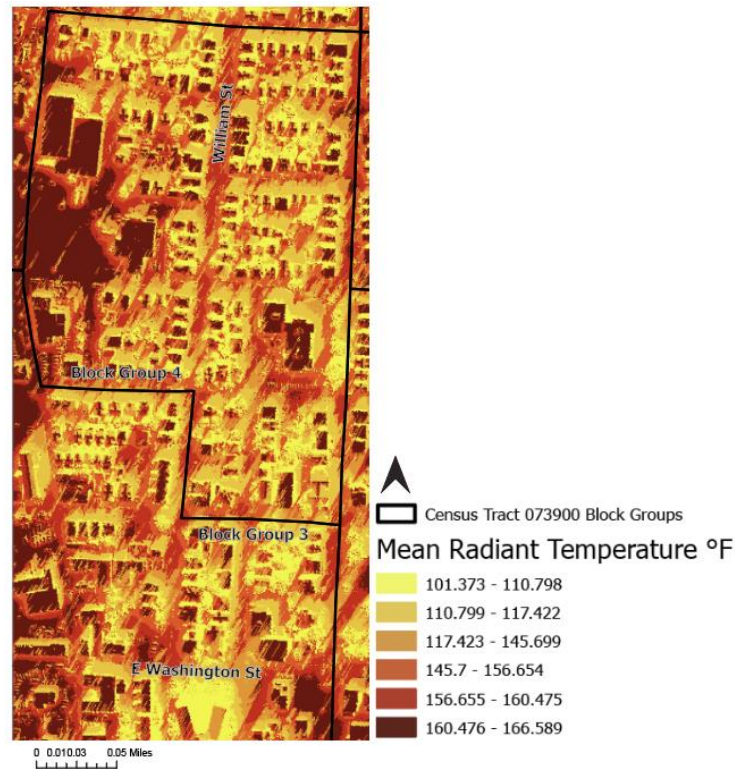 William St
Block Group 4
Block Group 3
E Washington St
Census Tract 073900 Block Groups
Mean Radiant Temperature °F
101.373 - 110.798
110.799 - 117.422
117.423 - 145.699
145.7 - 156.654
156.655 - 160.475
160.476 - 166.589
0 0.010.03 0.05 Miles